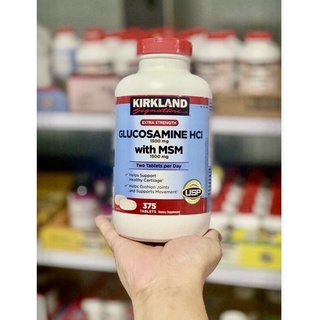 KIRKLAND
Signature
EXTRA STRENGTH
GLUCOSAMINE HCl
1500 mg
with MSM
1500 mg
Two Tablets per Day
Helps Support
Healthy Cartilage*
Helps Cushion Joints
and Supports Movement*
USP
375
TABLETS
Dietary Supplement